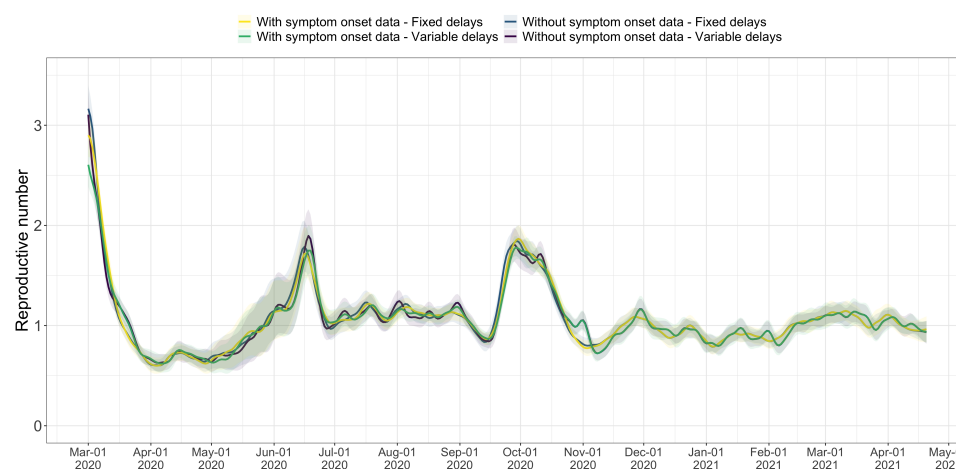 With symptom onset data - Fixed delays Without symptom onset data - Fixed delays
With symptom onset data - Variable delays Without symptom onset data - Variable delays
Reproductive number
3
2
1
0
Mar-01 Apr-01 May-01 Jun-01 Jul-01 Aug-01 Sep-01 Oct-01 Nov-01 Dec-01 Jan-01 Feb-01 Mar-01 Apr-01 May-
2020 2020 2020 2020 2020 2020 2020 2020 2020 2020 2021 2021 2021 2021 202